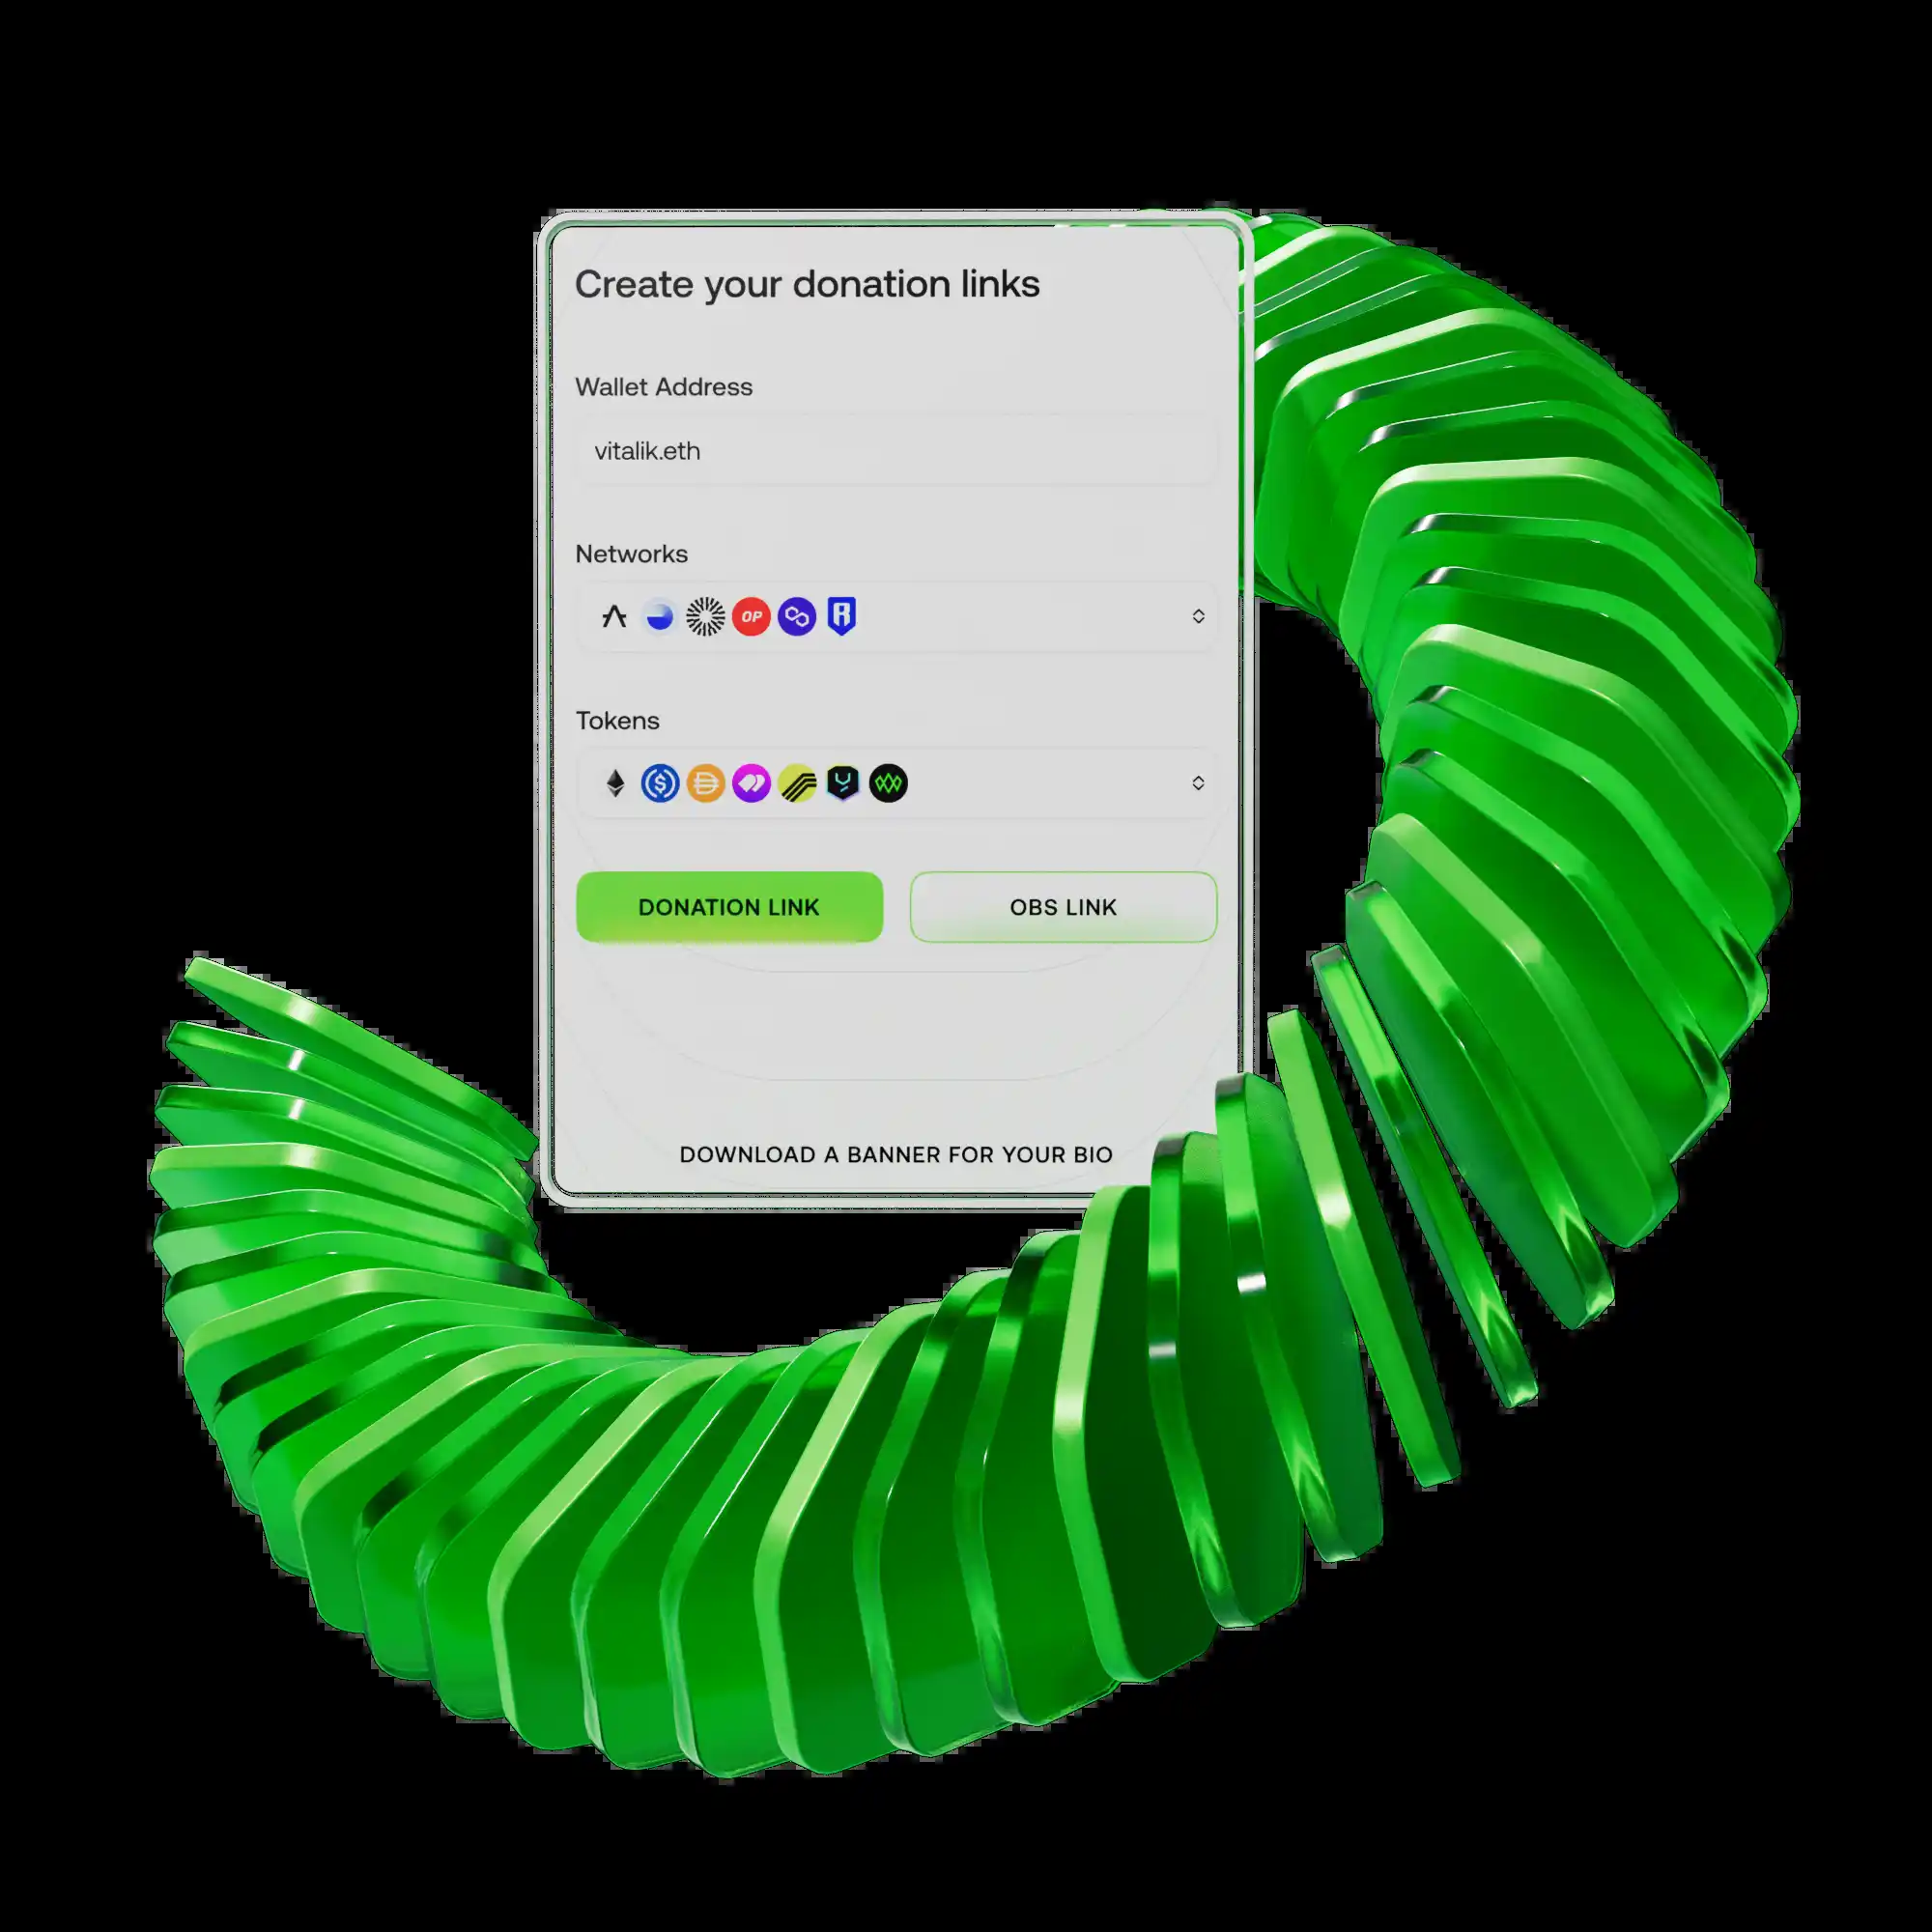 Create your donation links
Wallet Address
vitalik.eth
Networks
OP
Tokens
DONATION LINK
OBS LINK
DOWNLOAD A BANNER FOR YOUR BIO